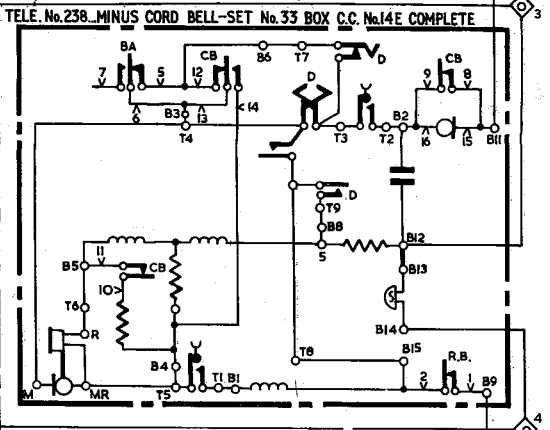 TELE. No. 238. MINUS CORD BELL-SET No. 33 BOX C.C. No. 14E COMPLETE
3
BA CB B6 T7 D CB
7 5 12 D 9 8
6 B3 13 14 T4 T3 T2 B2 16 15 B11
D
T9
B8
11 S B12
B5 CB B13
10
T6 B14
R
B4 T8 B15 R.B.
M MR T5 T1 B1 2 1 B9
4